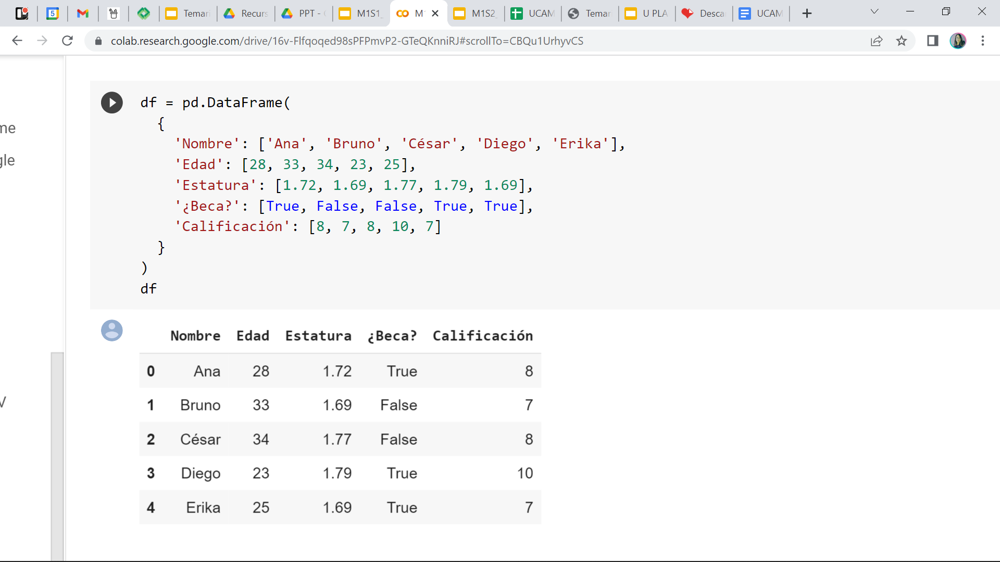 5 Temari Recurs PPT - M1S1_ M M1S2_ UCAM Temar U PLA Desca UCAM
colab.research.google.com/drive/16v-Flfqoqed98sPFPmvP2-GTeQKnniRJ#scrollTo=CBQu1UrhyvCS
me
gle
V
df = pd.DataFrame(
{
'Nombre': ['Ana', 'Bruno', 'César', 'Diego', 'Erika'],
'Edad': [28, 33, 34, 23, 25],
'Estatura': [1.72, 1.69, 1.77, 1.79, 1.69],
'¿Beca?': [True, False, False, True, True],
'Calificación': [8, 7, 8, 10, 7]
}
)
df
Nombre Edad Estatura ¿Beca? Calificación
0 Ana 28 1.72 True 8
1 Bruno 33 1.69 False 7
2 César 34 1.77 False 8
3 Diego 23 1.79 True 10
4 Erika 25 1.69 True 7